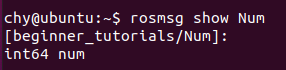 chy@ubuntu:~$ rosmsg show Num
[beginner_tutorials/Num]:
int64 num